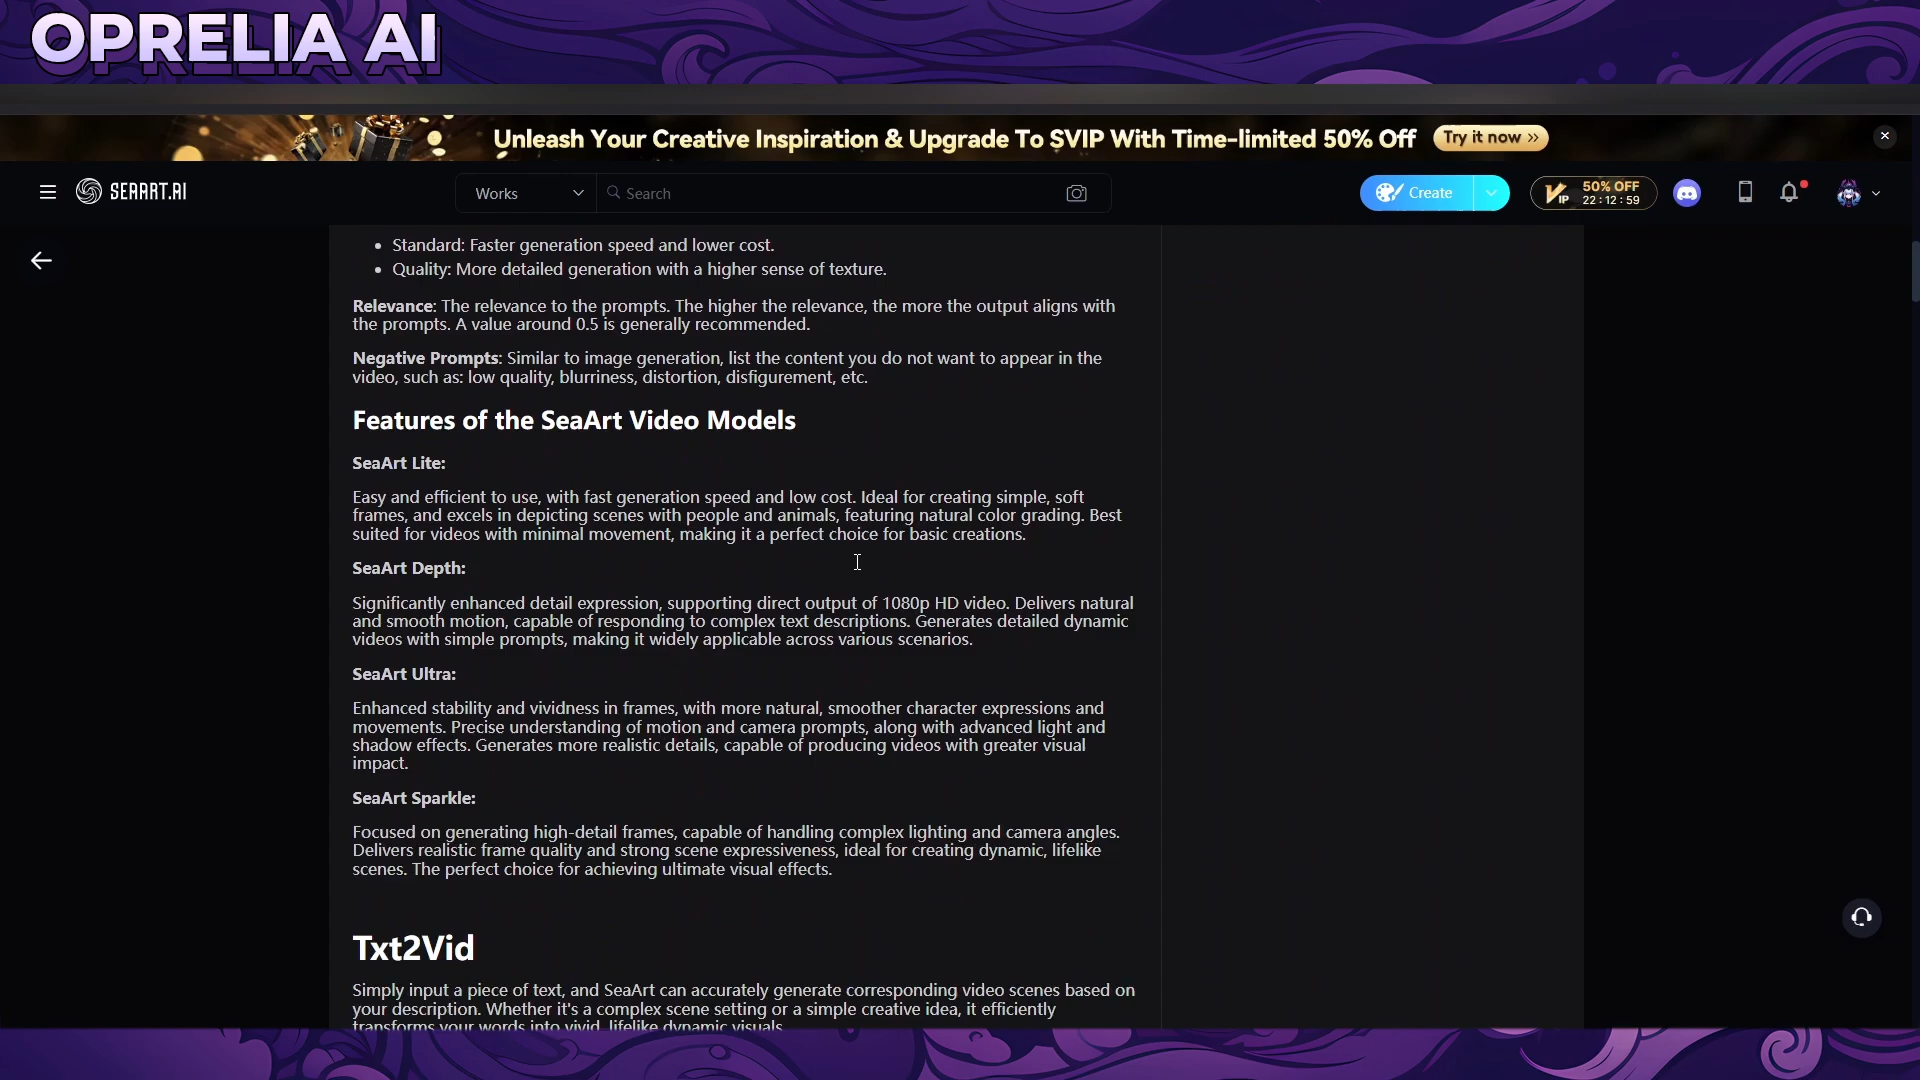 OPRELIA AI
Unleash Your Creative Inspiration & Upgrade To SVIP With Time-limited 50% Off
Try it now >>
SEAART.AI
Works
Search
Create
VIP
50% OFF
22 : 12 : 59
• Standard: Faster generation speed and lower cost.
• Quality: More detailed generation with a higher sense of texture.
Relevance: The relevance to the prompts. The higher the relevance, the more the output aligns with
the prompts. A value around 0.5 is generally recommended.
Negative Prompts: Similar to image generation, list the content you do not want to appear in the
video, such as: low quality, blurriness, distortion, disfigurement, etc.
Features of the SeaArt Video Models
SeaArt Lite:
Easy and efficient to use, with fast generation speed and low cost. Ideal for creating simple, soft
frames, and excels in depicting scenes with people and animals, featuring natural color grading. Best
suited for videos with minimal movement, making it a perfect choice for basic creations.
SeaArt Depth:
Significantly enhanced detail expression, supporting direct output of 1080p HD video. Delivers natural
and smooth motion, capable of responding to complex text descriptions. Generates detailed dynamic
videos with simple prompts, making it widely applicable across various scenarios.
SeaArt Ultra:
Enhanced stability and vividness in frames, with more natural, smoother character expressions and
movements. Precise understanding of motion and camera prompts, along with advanced light and
shadow effects. Generates more realistic details, capable of producing videos with greater visual
impact.
SeaArt Sparkle:
Focused on generating high-detail frames, capable of handling complex lighting and camera angles.
Delivers realistic frame quality and strong scene expressiveness, ideal for creating dynamic, lifelike
scenes. The perfect choice for achieving ultimate visual effects.
Txt2Vid
Simply input a piece of text, and SeaArt can accurately generate corresponding video scenes based on
your description. Whether it's a complex scene setting or a simple creative idea, it efficiently
transforms your words into vivid, lifelike dynamic visuals.